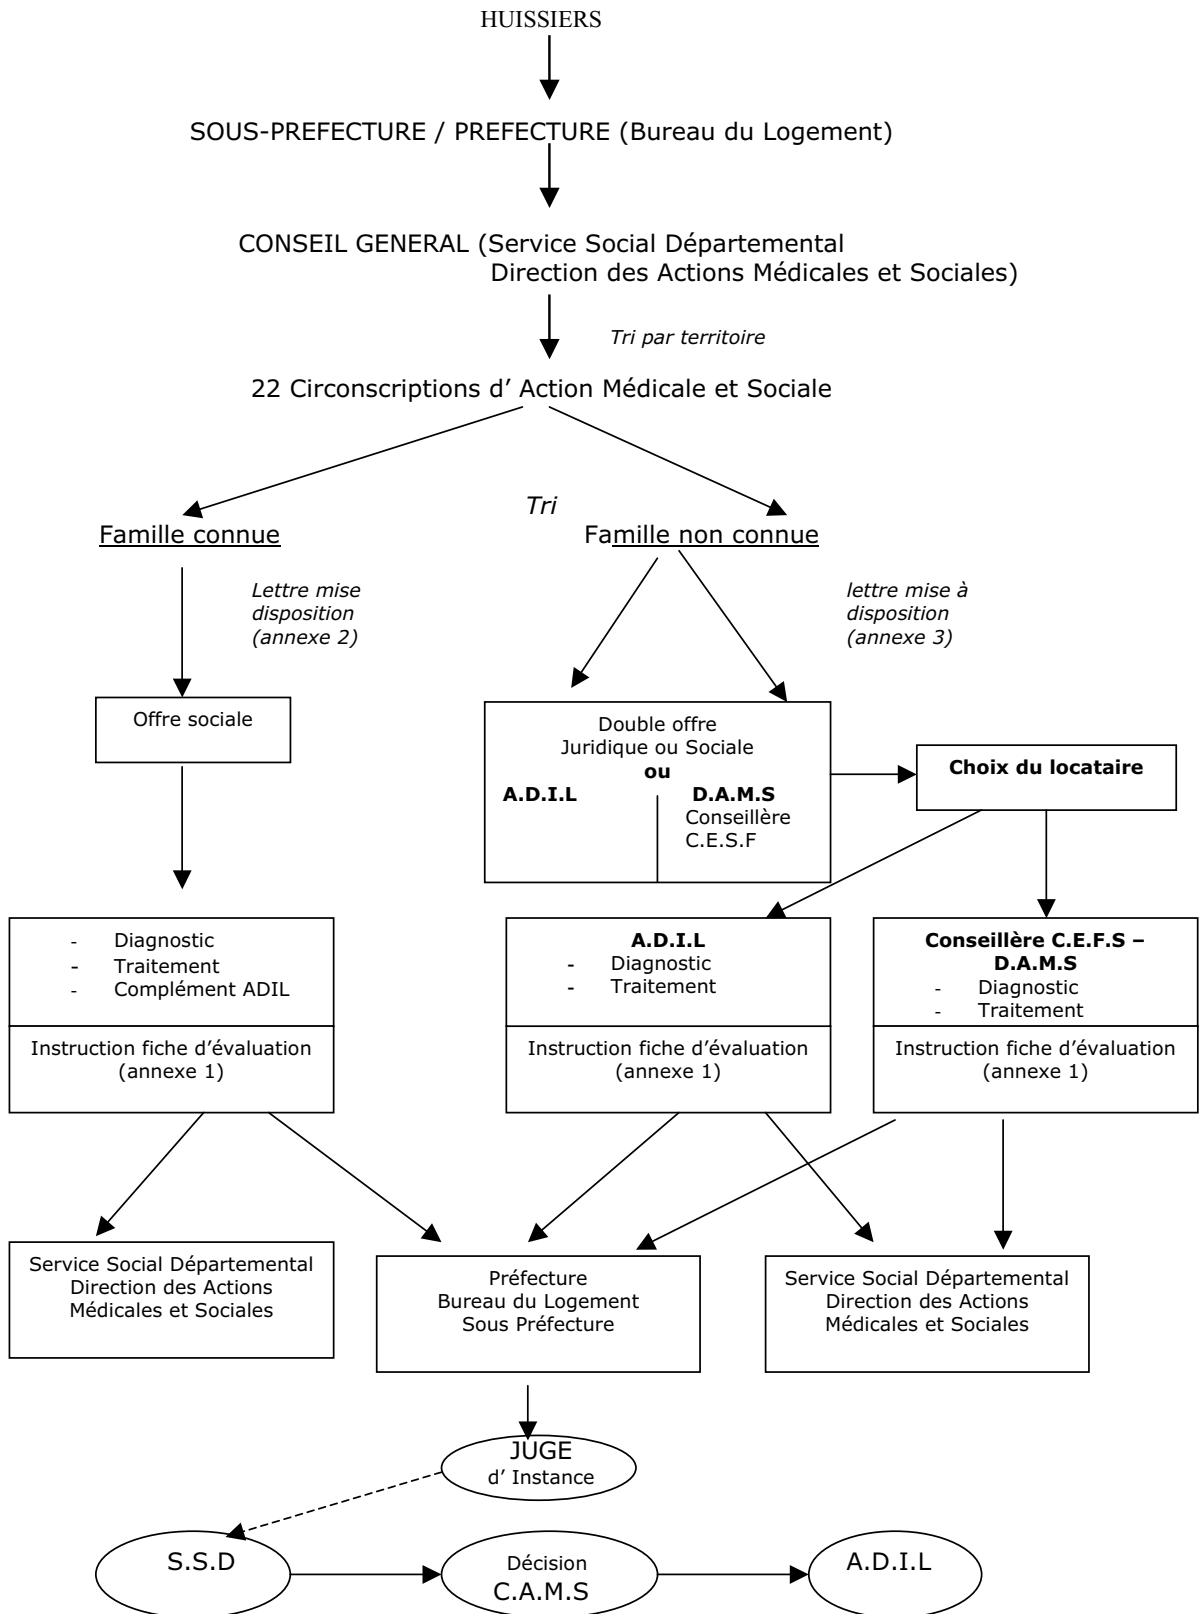 HUISSIERS
SOUS-PREFECTURE / PREFECTURE (Bureau du Logement)
CONSEIL GENERAL (Service Social Départemental
Direction des Actions Médicales et Sociales)
Tri par territoire
22 Circonscriptions d' Action Médicale et Sociale
Tri
Famille connue
Famille non connue
Lettre mise
disposition
(annexe 2)
lettre mise à
disposition
(annexe 3)
Offre sociale
Double offre
Juridique ou Sociale
ou
A.D.I.L
D.A.M.S
Conseillère
C.E.S.F
Choix du locataire
- Diagnostic
- Traitement
- Complément ADIL
Instruction fiche d'évaluation
(annexe 1)
A.D.I.L
- Diagnostic
- Traitement
Instruction fiche d'évaluation
(annexe 1)
Conseillère C.E.F.S –
D.A.M.S
- Diagnostic
- Traitement
Instruction fiche d'évaluation
(annexe 1)
Service Social Départemental
Direction des Actions
Médicales et Sociales
Préfecture
Bureau du Logement
Sous Préfecture
Service Social Départemental
Direction des Actions
Médicales et Sociales
JUGE
d' Instance
S.S.D
Décision
C.A.M.S
A.D.I.L